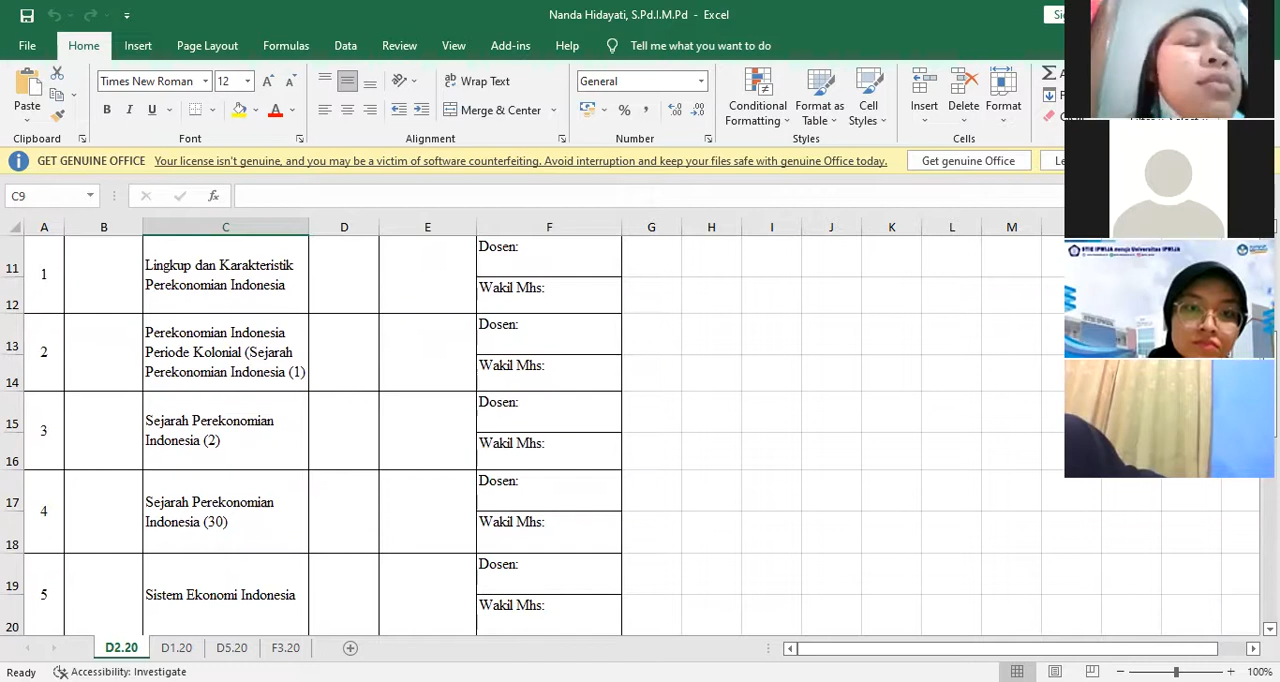 Nanda Hidayati, S.Pd.I.M.Pd - Excel
File Home Insert Page Layout Formulas Data Review View Add-ins Help Tell me what you want to do
Times New Roman 12 Wrap Text General
Paste B I U Merge & Center Conditional Formatting Format as Table Cell Styles Insert Delete Format
Clipboard Font Alignment Number Styles Cells
GET GENUINE OFFICE Your license isn't genuine, and you may be a victim of software counterfeiting. Avoid interruption and keep your files safe with genuine Office today. Get genuine Office
C9 fx
A B C D E F G H I J K L M
11 1 Lingkup dan Karakteristik Dosen:
12 Perekonomian Indonesia Wakil Mhs:
13 2 Perekonomian Indonesia Dosen:
Periode Kolonial (Sejarah
14 Perekonomian Indonesia (1) Wakil Mhs:
15 3 Sejarah Perekonomian Dosen:
16 Indonesia (2) Wakil Mhs:
17 4 Sejarah Perekonomian Dosen:
18 Indonesia (30) Wakil Mhs:
19 5 Sistem Ekonomi Indonesia Dosen:
20 Wakil Mhs:
STIE IPWIJA menuju Universitas IPWIJA
D2.20 D1.20 D5.20 F3.20
Ready Accessibility: Investigate 100%